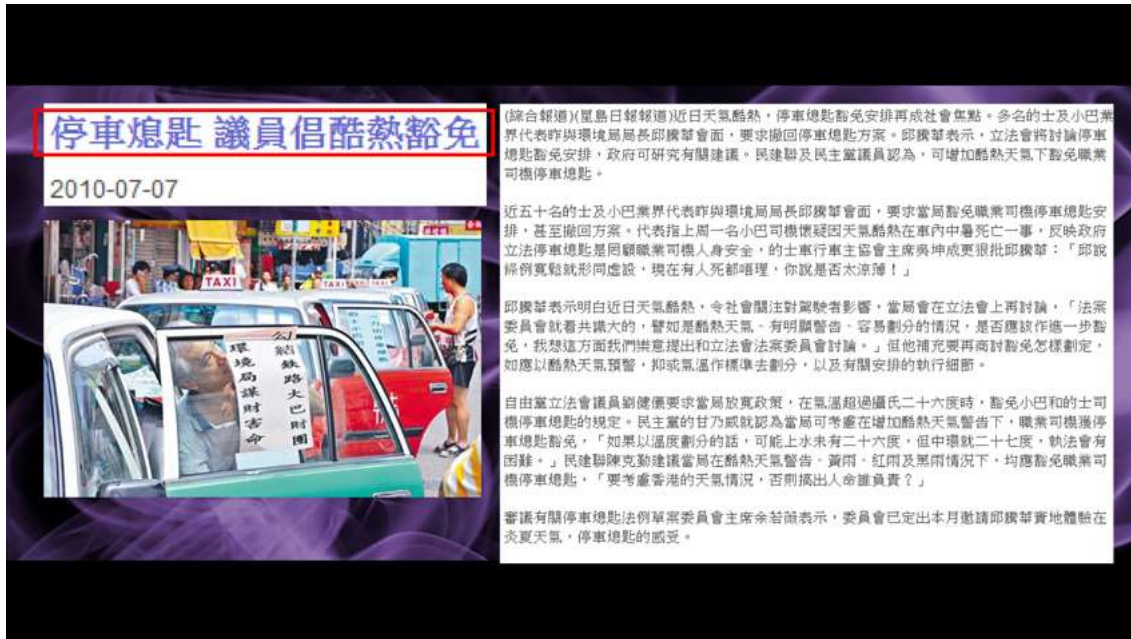 停車熄匙 議員倡酷熱豁免
2010-07-07
TAXI
TAXI
TAXI
勾結鉄路大巴財團
環境局謀財害命
(綜合報道)(星島日報報道)近日天氣酷熱，停車熄匙豁免安排再成社會焦點。多名的士及小巴業
界代表昨與環境局局長邱騰華會面，要求撤回停車熄匙方案。邱騰華表示，立法會將討論停車
熄匙豁免安排，政府可研究有關建議。民建聯及民主黨議員認為，可增加酷熱天氣下豁免職業
司機停車熄匙。
近五十名的士及小巴業界代表昨與環境局局長邱騰華會面，要求當局豁免職業司機停車熄匙安
排，甚至撤回方案。代表指上周一名小巴司機懷疑因天氣酷熱在車內中暑死亡一事，反映政府
立法停車熄匙是罔顧職業司機人身安全，的士車行車主協會主席吳坤成更狠批邱騰華：「邱說
條例寬鬆就形同虛設，現在有人死都唔理，你說是否太涼薄！」
邱騰華表示明白近日天氣酷熱，令社會關注對駕駛者影響，當局會在立法會上再討論，「法案
委員會就着共識大的，譬如是酷熱天氣、有明顯警告、容易劃分的情況，是否應該作進一步豁
免，我想這方面我們樂意提出和立法會法案委員會討論。」但他補充要再商討豁免怎樣劃定，
如應以酷熱天氣預警，抑或氣溫作標準去劃分，以及有關安排的執行細節。
自由黨立法會議員劉健儀要求當局放寬政策，在氣溫超過攝氏二十六度時，豁免小巴和的士司
機停車熄匙的規定。民主黨的甘乃威就認為當局可考慮在增加酷熱天氣警告下，職業司機獲停
車熄匙豁免，「如果以溫度劃分的話，可能上水未有二十六度，但中環就二十七度，執法會有
困難。」民建聯陳克勤建議當局在酷熱天氣警告、黃雨、紅雨及黑雨情況下，均應豁免職業司
機停車熄匙，「要考慮香港的天氣情況，否則搞出人命誰負責？」
審議有關停車熄匙法例草案委員會主席余若薇表示，委員會已定出本月邀請邱騰華實地體驗在
炎夏天氣，停車熄匙的感受。